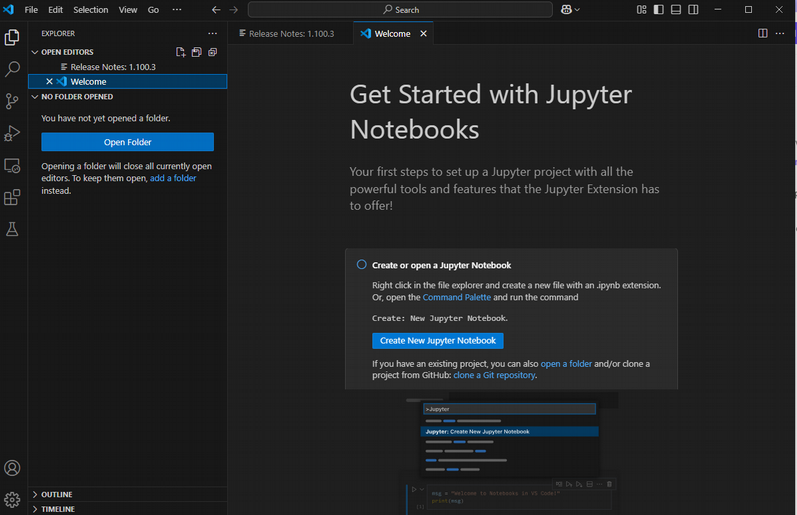 File Edit Selection View Go ··· Search
EXPLORER ···
OPEN EDITORS
Release Notes: 1.100.3
Welcome
NO FOLDER OPENED
You have not yet opened a folder.
Open Folder
Opening a folder will close all currently open
editors. To keep them open, add a folder
instead.
OUTLINE
TIMELINE
Release Notes: 1.100.3 Welcome
Get Started with Jupyter
Notebooks
Your first steps to set up a Jupyter project with all the
powerful tools and features that the Jupyter Extension has
to offer!
Create or open a Jupyter Notebook
Right click in the file explorer and create a new file with an .ipynb extension.
Or, open the Command Palette and run the command
Create: New Jupyter Notebook.
Create New Jupyter Notebook
If you have an existing project, you can also open a folder and/or clone a
project from GitHub: clone a Git repository.
>Jupyter
Jupyter: Create New Jupyter Notebook
msg = "Welcome to Notebooks in VS Code!"
print(msg)
[1]